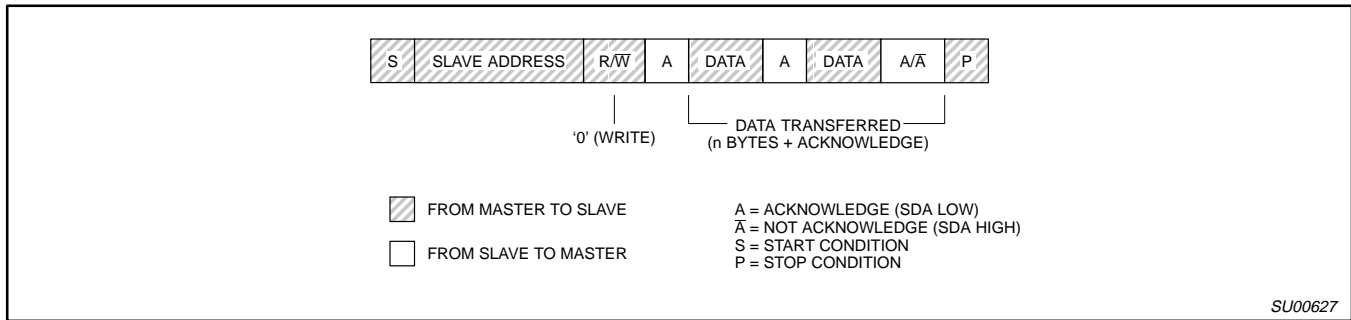 S SLAVE ADDRESS R/W̅ A DATA A DATA A/A̅ P
'0' (WRITE)
DATA TRANSFERRED
(n BYTES + ACKNOWLEDGE)
FROM MASTER TO SLAVE
FROM SLAVE TO MASTER
A = ACKNOWLEDGE (SDA LOW)
A̅ = NOT ACKNOWLEDGE (SDA HIGH)
S = START CONDITION
P = STOP CONDITION
SU00627